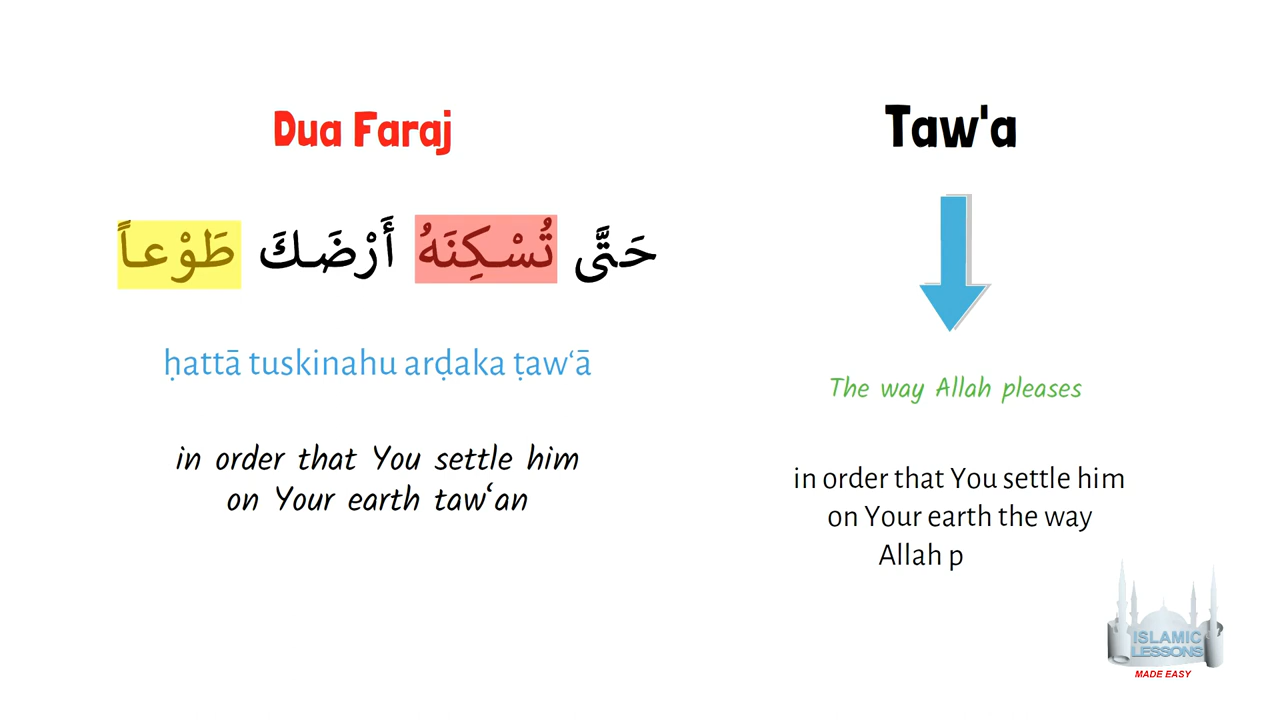 Dua Faraj
حَتَّى تُسْكِنَهُ أَرْضَكَ طَوْعاً
ḥattā tuskinahu arḍaka ṭaw‘ā
in order that You settle him
on Your earth taw‘an
Taw'a
The way Allah pleases
in order that You settle him
on Your earth the way
Allah p
ISLAMIC
LESSONS
MADE EASY